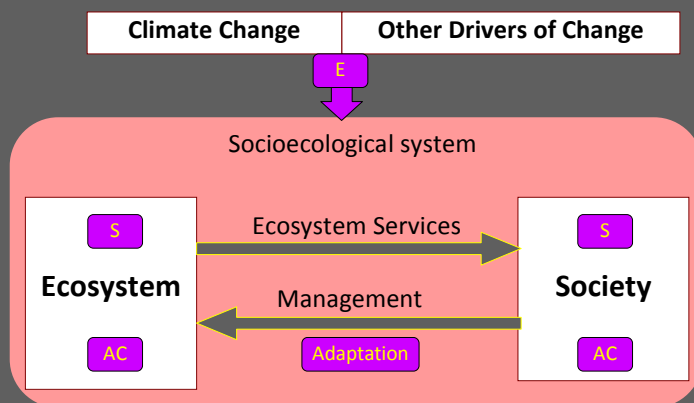 Climate Change
Other Drivers of Change
E
Socioecological system
S
Ecosystem Services
S
Ecosystem
Management
Society
AC
Adaptation
AC